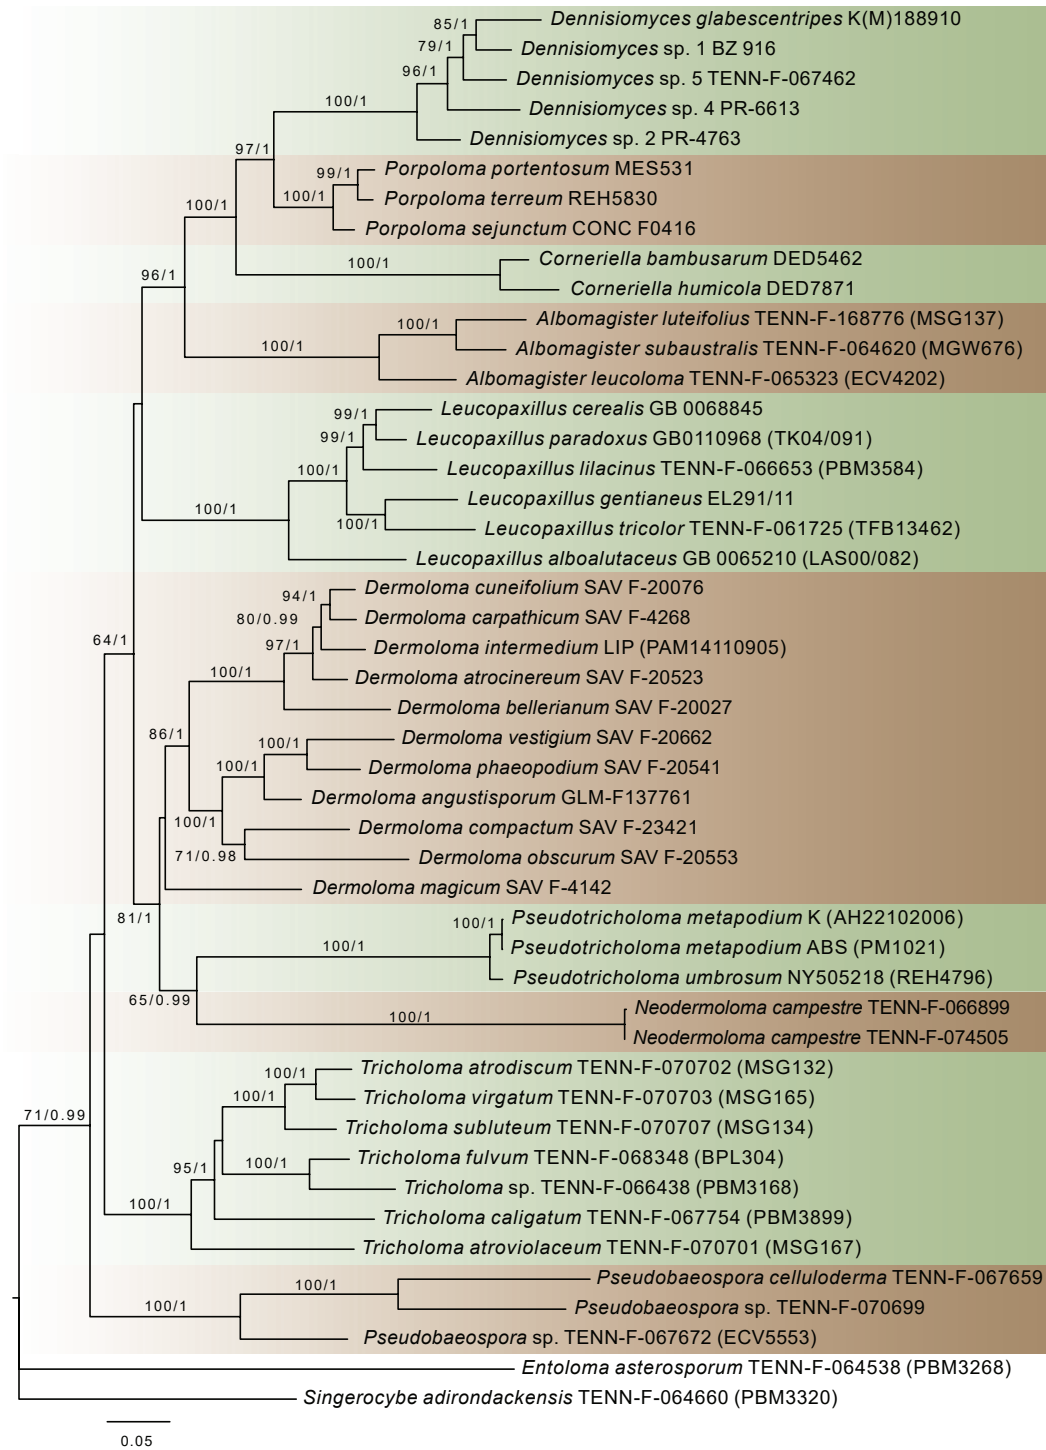 85/1
Dennisiomyces glabescentripes K(M)188910
79/1
Dennisiomyces sp. 1 BZ 916
96/1
Dennisiomyces sp. 5 TENN-F-067462
100/1
Dennisiomyces sp. 4 PR-6613
Dennisiomyces sp. 2 PR-4763
97/1
99/1
Porpoloma portentosum MES531
100/1
Porpoloma terreum REH5830
100/1
Porpoloma sejunctum CONC F0416
100/1
Corneriella bambusarum DED5462
96/1
Corneriella humicola DED7871
100/1
Albomagister luteifolius TENN-F-168776 (MSG137)
100/1
Albomagister subaustralis TENN-F-064620 (MGW676)
Albomagister leucoloma TENN-F-065323 (ECV4202)
99/1
Leucopaxillus cerealis GB 0068845
99/1
Leucopaxillus paradoxus GB0110968 (TK04/091)
100/1
Leucopaxillus lilacinus TENN-F-066653 (PBM3584)
Leucopaxillus gentianeus EL291/11
100/1
100/1
Leucopaxillus tricolor TENN-F-061725 (TFB13462)
Leucopaxillus alboalutaceus GB 0065210 (LAS00/082)
94/1
Dermoloma cuneifolium SAV F-20076
80/0.99
Dermoloma carpathicum SAV F-4268
64/1
97/1
Dermoloma intermedium LIP (PAM14110905)
100/1
Dermoloma atrocinereum SAV F-20523
Dermoloma bellerianum SAV F-20027
86/1
100/1
Dermoloma vestigium SAV F-20662
100/1
Dermoloma phaeopodium SAV F-20541
Dermoloma angustisporum GLM-F137761
100/1
Dermoloma compactum SAV F-23421
71/0.98
Dermoloma obscurum SAV F-20553
Dermoloma magicum SAV F-4142
81/1
100/1
Pseudotricholoma metapodium K (AH22102006)
100/1
Pseudotricholoma metapodium ABS (PM1021)
Pseudotricholoma umbrosum NY505218 (REH4796)
65/0.99
Neodermoloma campestre TENN-F-066899
100/1
Neodermoloma campestre TENN-F-074505
100/1
Tricholoma atrodiscum TENN-F-070702 (MSG132)
100/1
Tricholoma virgatum TENN-F-070703 (MSG165)
71/0.99
Tricholoma subluteum TENN-F-070707 (MSG134)
95/1
100/1
Tricholoma fulvum TENN-F-068348 (BPL304)
Tricholoma sp. TENN-F-066438 (PBM3168)
100/1
Tricholoma caligatum TENN-F-067754 (PBM3899)
Tricholoma atroviolaceum TENN-F-070701 (MSG167)
100/1
Pseudobaeospora celluloderma TENN-F-067659
100/1
Pseudobaeospora sp. TENN-F-070699
Pseudobaeospora sp. TENN-F-067672 (ECV5553)
Entoloma asterosporum TENN-F-064538 (PBM3268)
Singerocybe adirondackensis TENN-F-064660 (PBM3320)
0.05